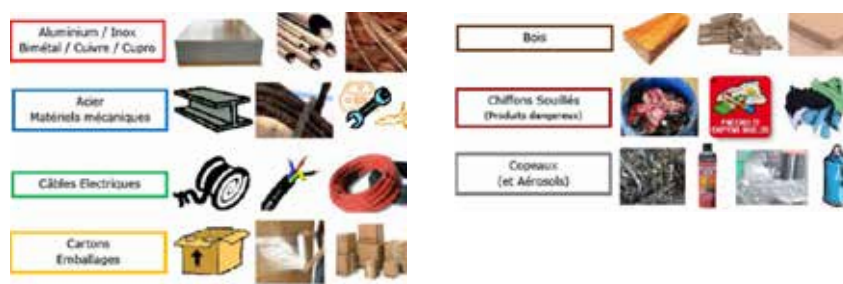 Aluminium / Inox
Bimétal / Cuivre / Cupro
Acier
Matériels mécaniques
Câbles Electriques
Cartons
Emballages
Bois
Chiffons Souillés
(Produits dangereux)
Copeaux
(et Aérosols)